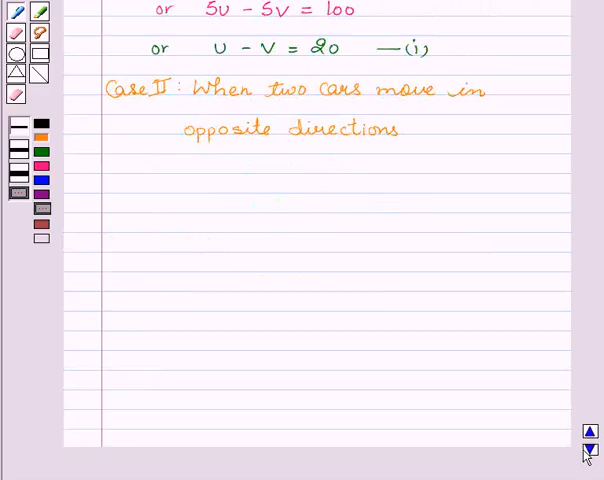 or 5u - 5v = 100
or u - v = 20 —(i)
Case II : When two cars move in
opposite directions